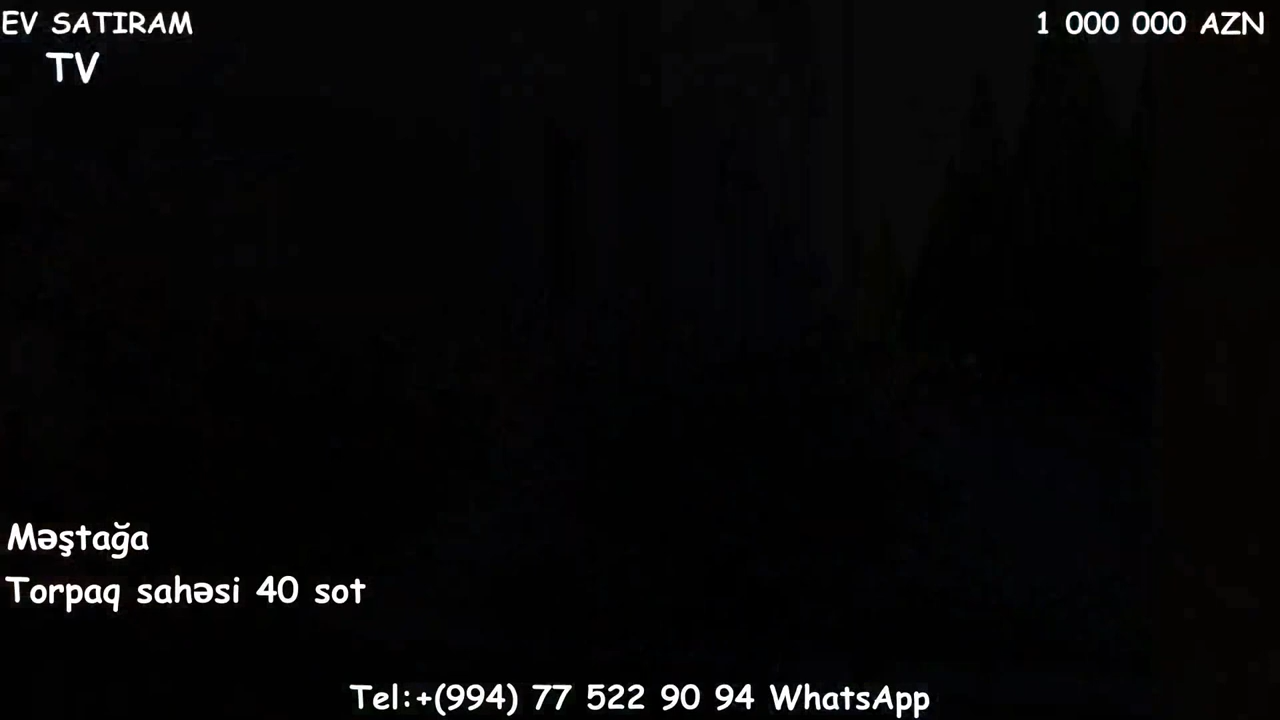 EV SATIRAM
TV
1 000 000 AZN
Məştağa
Torpaq sahəsi 40 sot
Tel:+(994) 77 522 90 94 WhatsApp